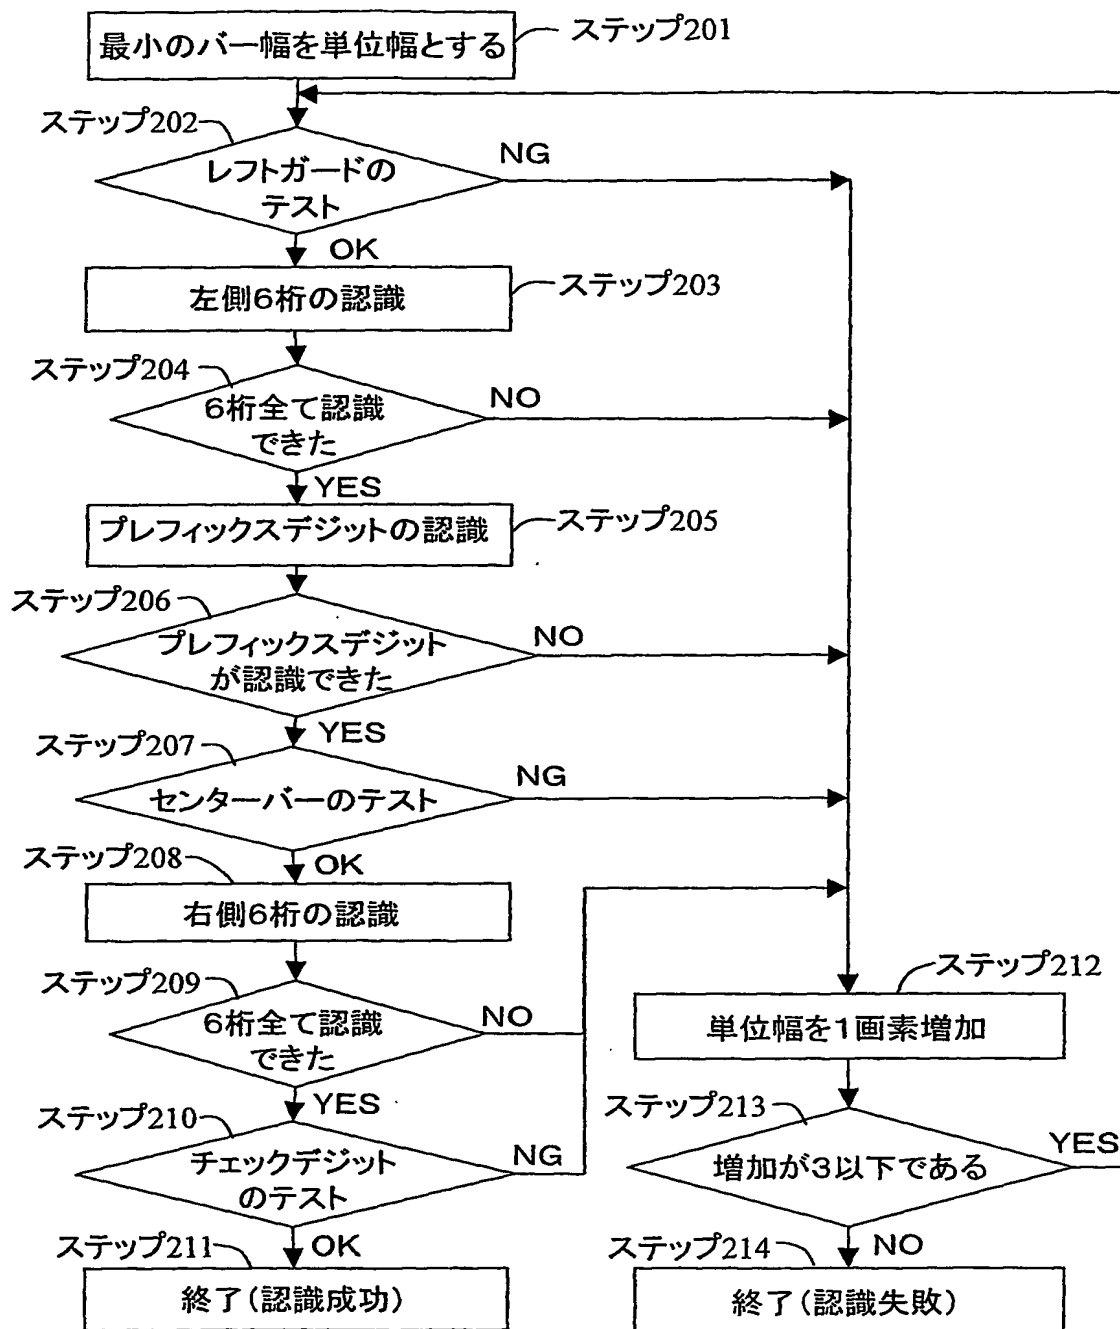 最小のバー幅を単位幅とする
ステップ201
ステップ202
レフトガードの
テスト
NG
OK
左側6桁の認識
ステップ203
ステップ204
6桁全て認識
できた
NO
YES
プレフィックスデジットの認識
ステップ205
ステップ206
プレフィックスデジット
が認識できた
NO
YES
ステップ207
センターバーのテスト
NG
OK
ステップ208
右側6桁の認識
ステップ209
6桁全て認識
できた
NO
YES
ステップ210
チェックデジット
のテスト
NG
OK
ステップ211
終了(認識成功)
ステップ212
単位幅を1画素増加
ステップ213
増加が3以下である
YES
NO
ステップ214
終了(認識失敗)